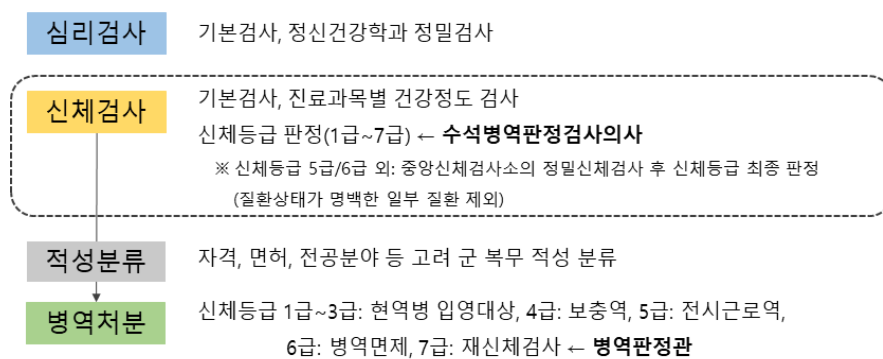 심리검사 기본검사, 정신건강학과 정밀검사
신체검사 기본검사, 진료과목별 건강정도 검사
신체등급 판정(1급~7급) ← 수석병역판정검사의사
※ 신체등급 5급/6급 외: 중앙신체검사소의 정밀신체검사 후 신체등급 최종 판정
(질환상태가 명백한 일부 질환 제외)
적성분류 자격, 면허, 전공분야 등 고려 군 복무 적성 분류
병역처분 신체등급 1급~3급: 현역병 입영대상, 4급: 보충역, 5급: 전시근로역,
6급: 병역면제, 7급: 재신체검사 ← 병역판정관